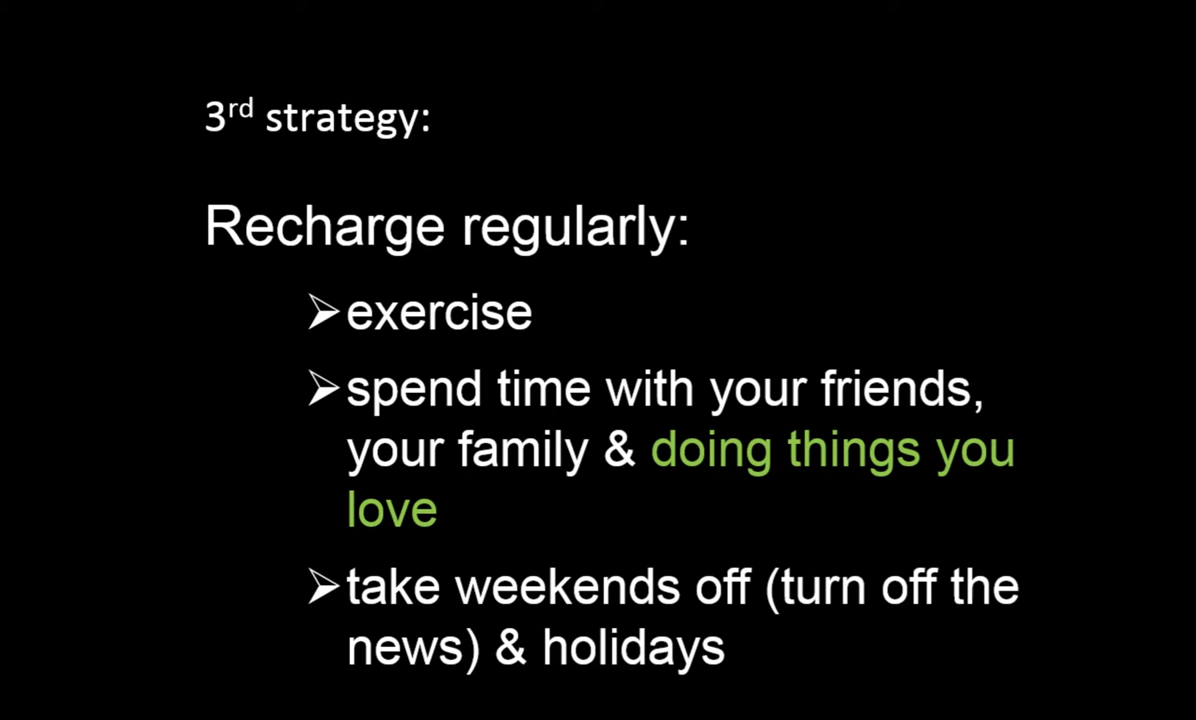 3rd strategy:
Recharge regularly:
➢exercise
➢spend time with your friends,
your family & doing things you
love
➢take weekends off (turn off the
news) & holidays